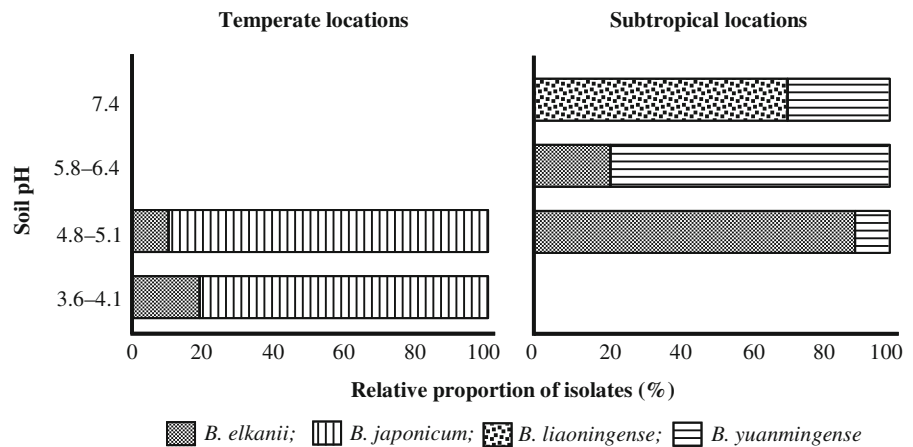 Temperate locations
Subtropical locations
Soil pH
7.4
5.8–6.4
4.8–5.1
3.6–4.1
0 20 40 60 80 100
0 20 40 60 80 100
Relative proportion of isolates (%)
B. elkanii; B. japonicum; B. liaoningense; B. yuanmingense